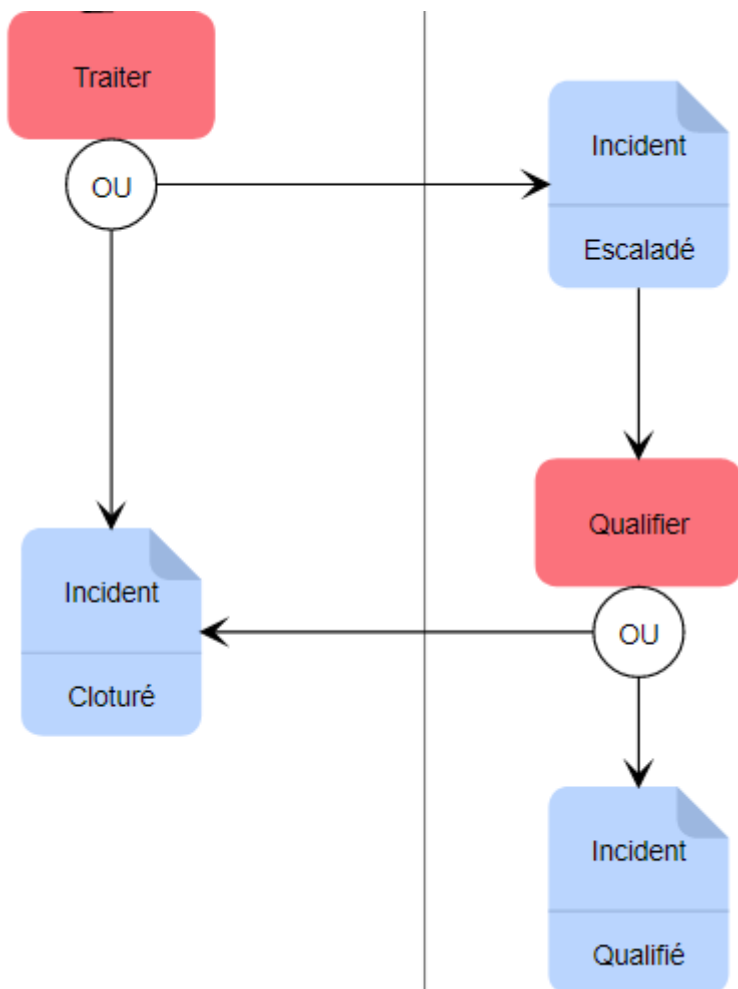 Traiter
OU
Incident
Escaladé
Qualifier
Incident
OU
Cloturé
Incident
Qualifié